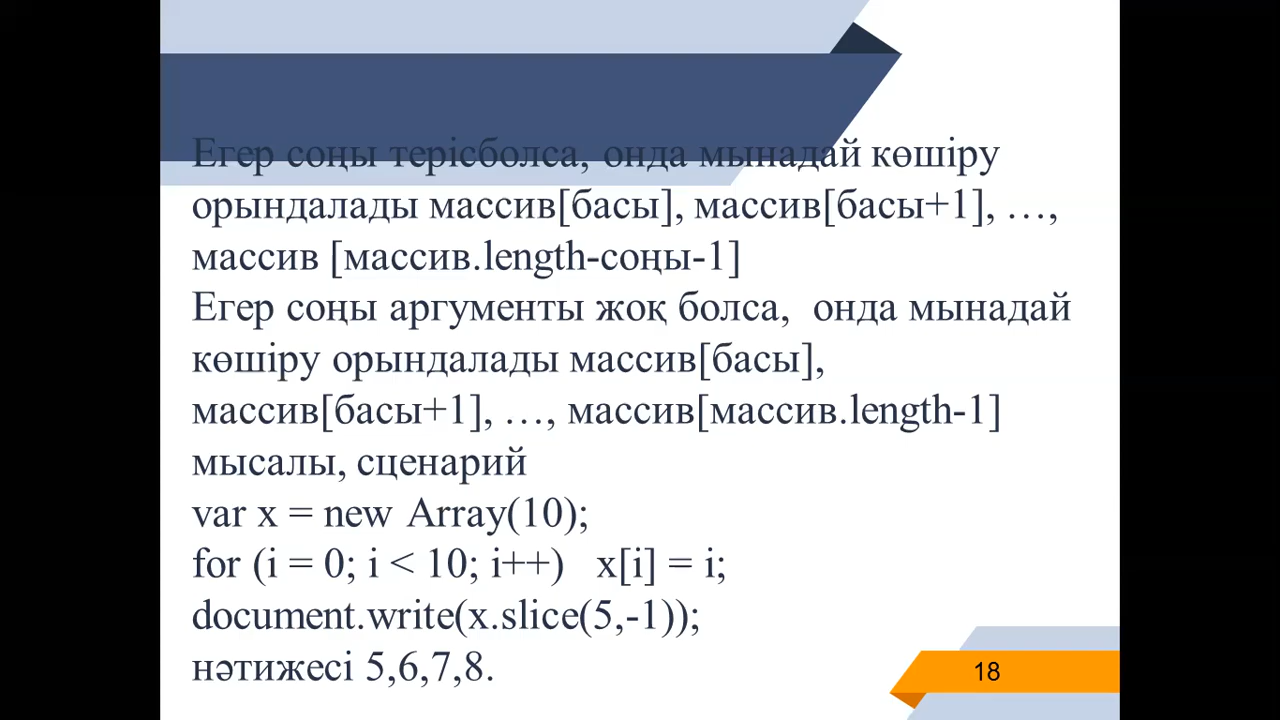 Егер соңы терісболса, онда мынадай көшіру
орындалады массив[басы], массив[басы+1], …,
массив [массив.length-соңы-1]
Егер соңы аргументы жоқ болса,  онда мынадай
көшіру орындалады массив[басы],
массив[басы+1], …, массив[массив.length-1]
мысалы, сценарий
var x = new Array(10);
for (i = 0; i < 10; i++)   x[i] = i;
document.write(x.slice(5,-1));
нәтижесі 5,6,7,8.
18